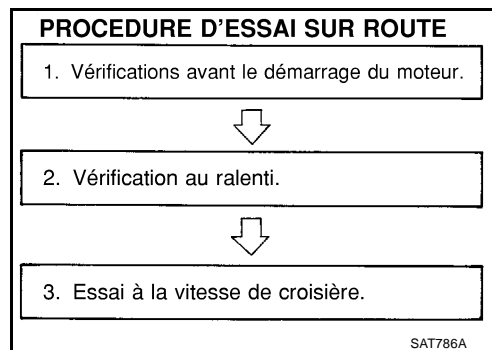 PROCEDURE D'ESSAI SUR ROUTE
1. Vérifications avant le démarrage du moteur.
2. Vérification au ralenti.
3. Essai à la vitesse de croisière.
SAT786A